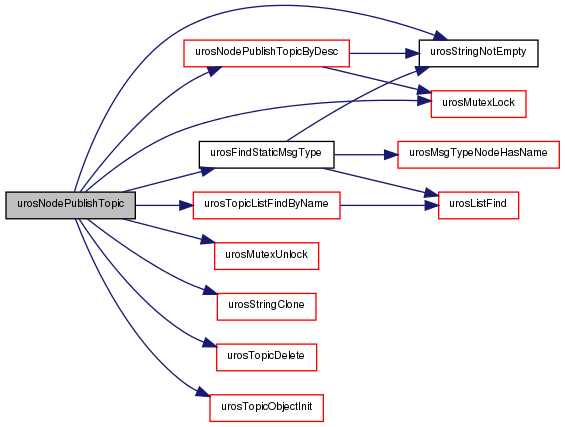 urosNodePublishTopicByDesc
urosStringNotEmpty
urosMutexLock
urosFindStaticMsgType
urosMsgTypeNodeHasName
urosNodePublishTopic
urosTopicListFindByName
urosListFind
urosMutexUnlock
urosStringClone
urosTopicDelete
urosTopicObjectInit